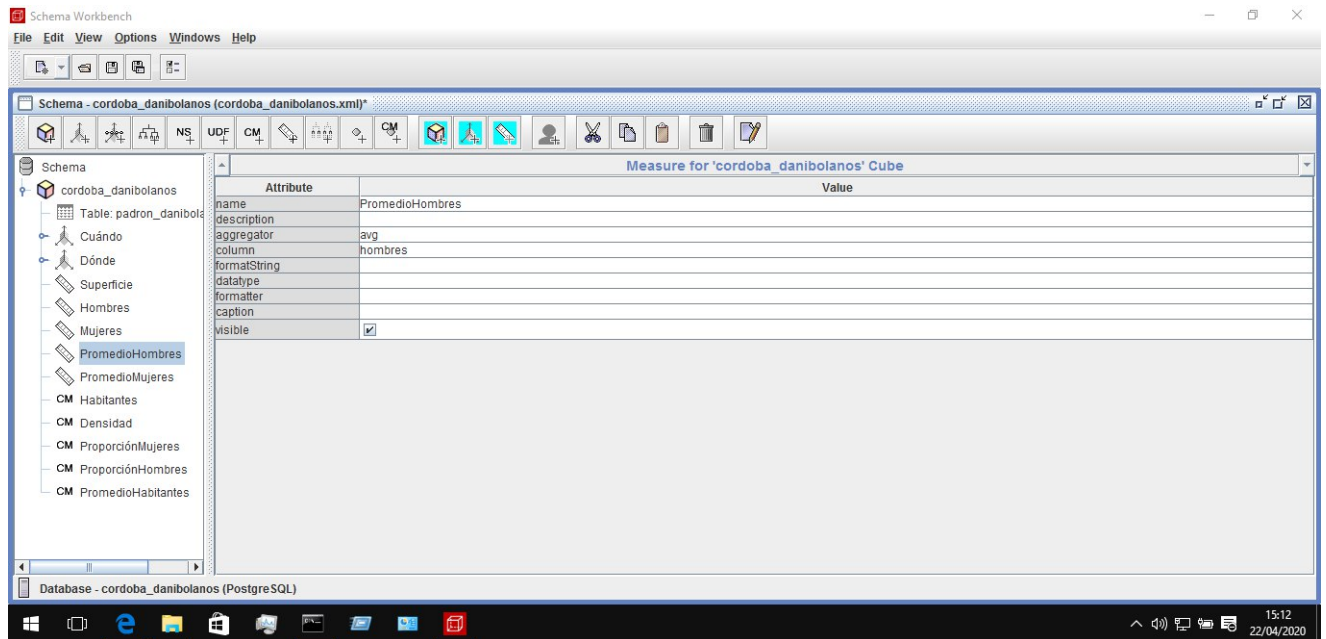 Schema Workbench
File Edit View Options Windows Help
Schema - cordoba_danibolanos (cordoba_danibolanos.xml)*
NS UDF CM CM
Schema
Measure for 'cordoba_danibolanos' Cube
cordoba_danibolanos
Attribute Value
Table: padron_danibola
name PromedioHombres
description
Cuándo
aggregator avg
column hombres
Dónde
formatString
Superficie
datatype
formatter
Hombres
caption
Mujeres
visible
PromedioHombres
PromedioMujeres
CM Habitantes
CM Densidad
CM ProporciónMujeres
CM ProporciónHombres
CM PromedioHabitantes
Database - cordoba_danibolanos (PostgreSQL)
15:12
22/04/2020